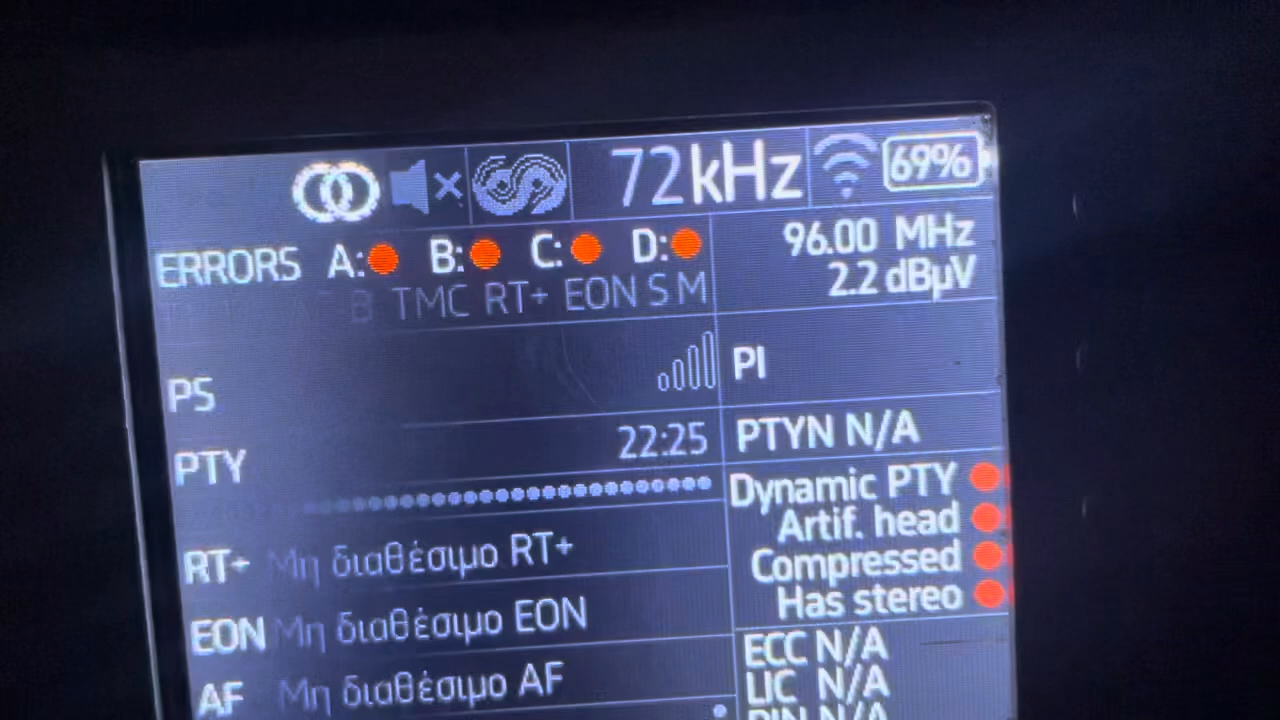 72kHz 69%
ERRORS A: B: C: D: 96.00 MHz
TMC RT+ EON S M 2.2 dBµV
PS PI
PTY 22:25 PTYN N/A
Dynamic PTY
Artif. head
RT+ Μη διαθέσιμο RT+ Compressed
Has stereo
EON Μη διαθέσιμο EON ECC N/A
AF Μη διαθέσιμο AF LIC N/A
PIN N/A